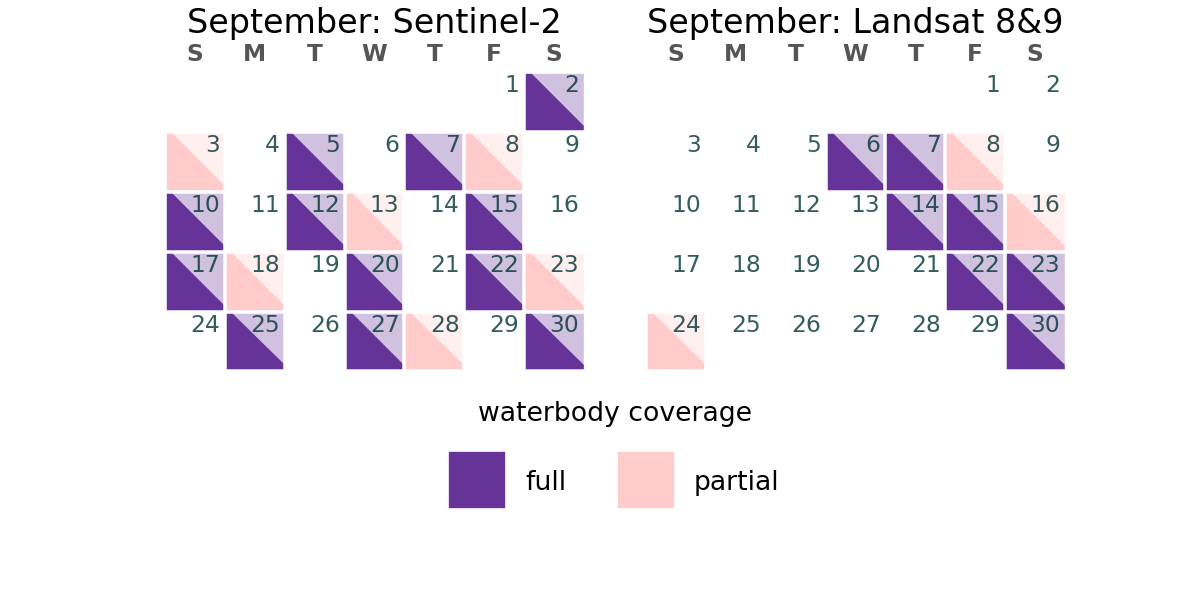 September: Sentinel-2
S M T W T F S
1 2
3 4 5 6 7 8 9
10 11 12 13 14 15 16
17 18 19 20 21 22 23
24 25 26 27 28 29 30
September: Landsat 8&9
S M T W T F S
1 2
3 4 5 6 7 8 9
10 11 12 13 14 15 16
17 18 19 20 21 22 23
24 25 26 27 28 29 30
waterbody coverage
full partial